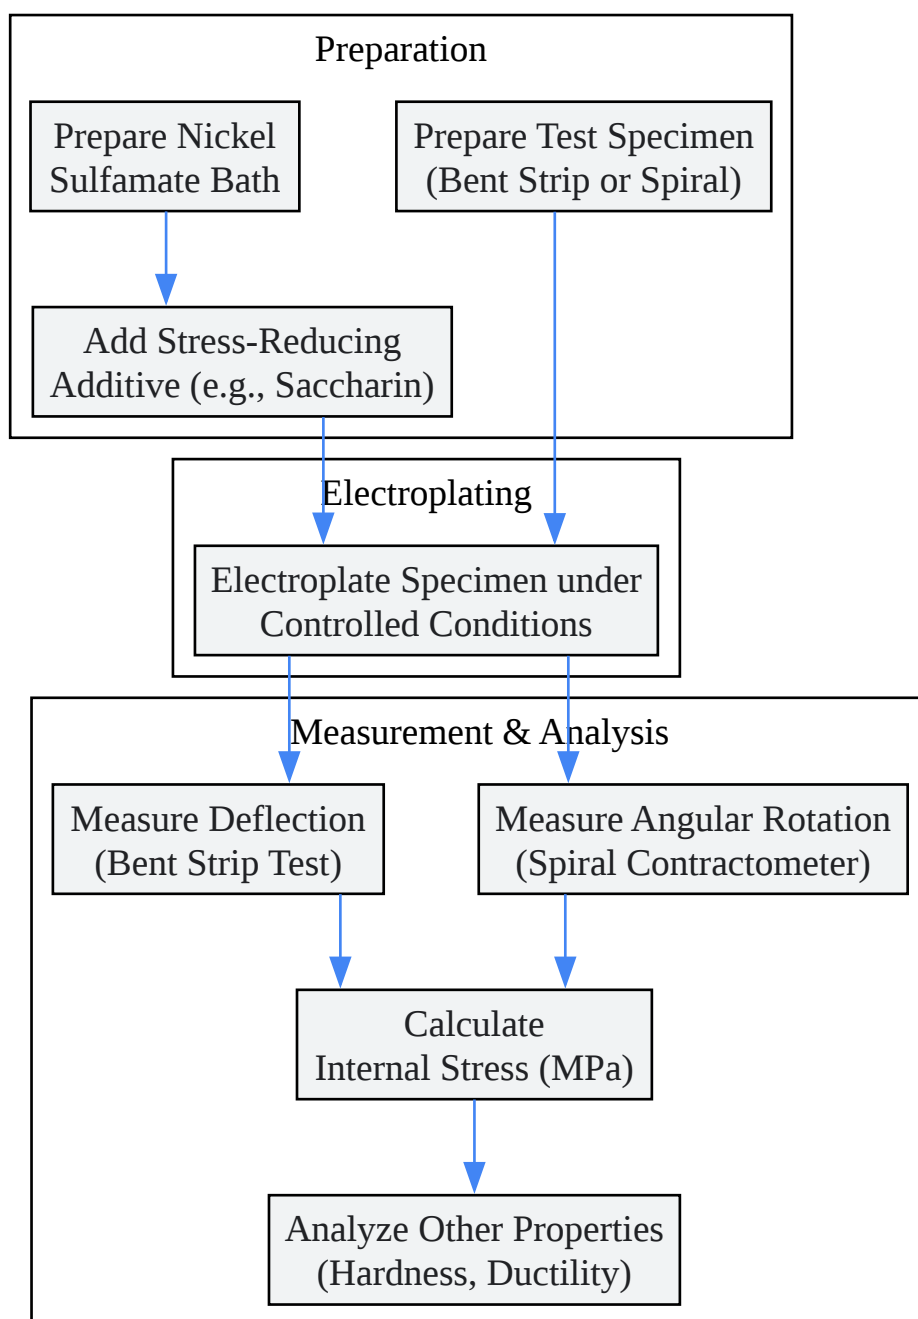 Preparation
Prepare Nickel
Sulfamate Bath
Prepare Test Specimen
(Bent Strip or Spiral)
Add Stress-Reducing
Additive (e.g., Saccharin)
Electroplating
Electroplate Specimen under
Controlled Conditions
Measurement & Analysis
Measure Deflection
(Bent Strip Test)
Measure Angular Rotation
(Spiral Contractometer)
Calculate
Internal Stress (MPa)
Analyze Other Properties
(Hardness, Ductility)